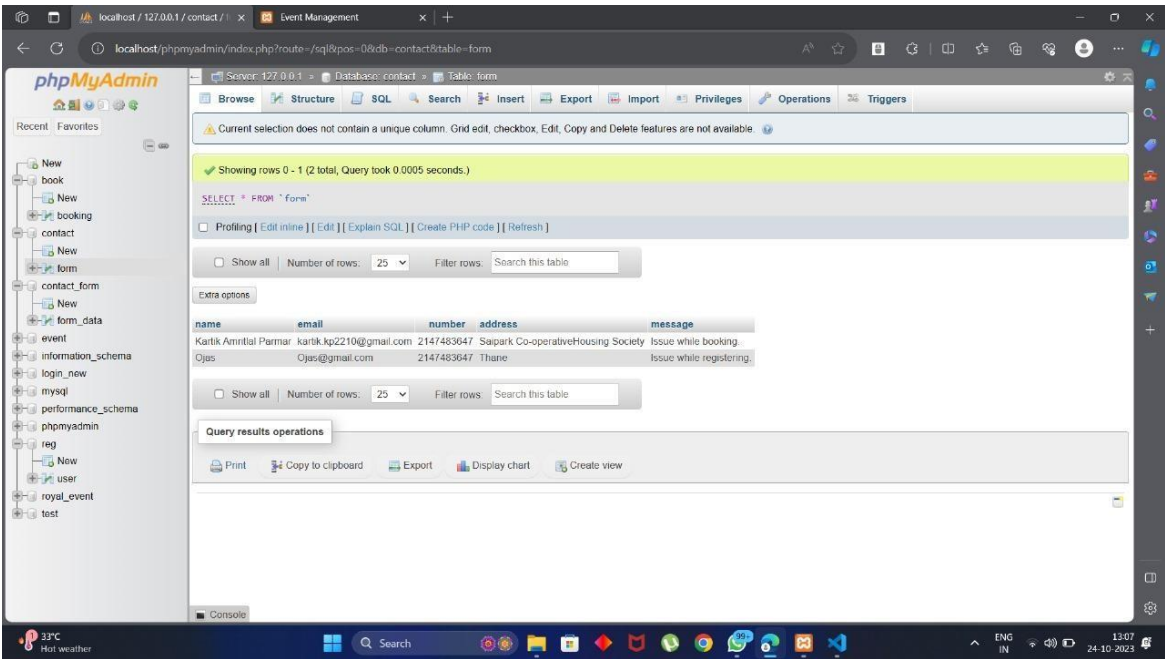 localhost / 127.0.0.1 / contact / f
Event Management
localhost/phpmyadmin/index.php?route=/sql&pos=0&db=contact&table=form
phpMyAdmin
Recent Favorites
New
book
New
booking
contact
New
form
contact_form
New
form_data
event
information_schema
login_new
mysql
performance_schema
phpmyadmin
reg
New
user
royal_event
test
Server: 127.0.0.1 » Database: contact » Table: form
Browse Structure SQL Search Insert Export Import Privileges Operations Triggers
Current selection does not contain a unique column. Grid edit, checkbox, Edit, Copy and Delete features are not available.
Showing rows 0 - 1 (2 total, Query took 0.0005 seconds.)
SELECT * FROM `form`
Profiling [ Edit inline ] [ Edit ] [ Explain SQL ] [ Create PHP code ] [ Refresh ]
Show all Number of rows: 25 Filter rows: Search this table
Extra options
name email number address message
Kartik Amritlal Parmar kartik.kp2210@gmail.com 2147483647 Saipark Co-operativeHousing Society Issue while booking.
Ojas Ojas@gmail.com 2147483647 Thane Issue while registering.
Show all Number of rows: 25 Filter rows: Search this table
Query results operations
Print Copy to clipboard Export Display chart Create view
Console
1 33°C
Hot weather
Search
99+
ENG
IN
13:07
24-10-2023